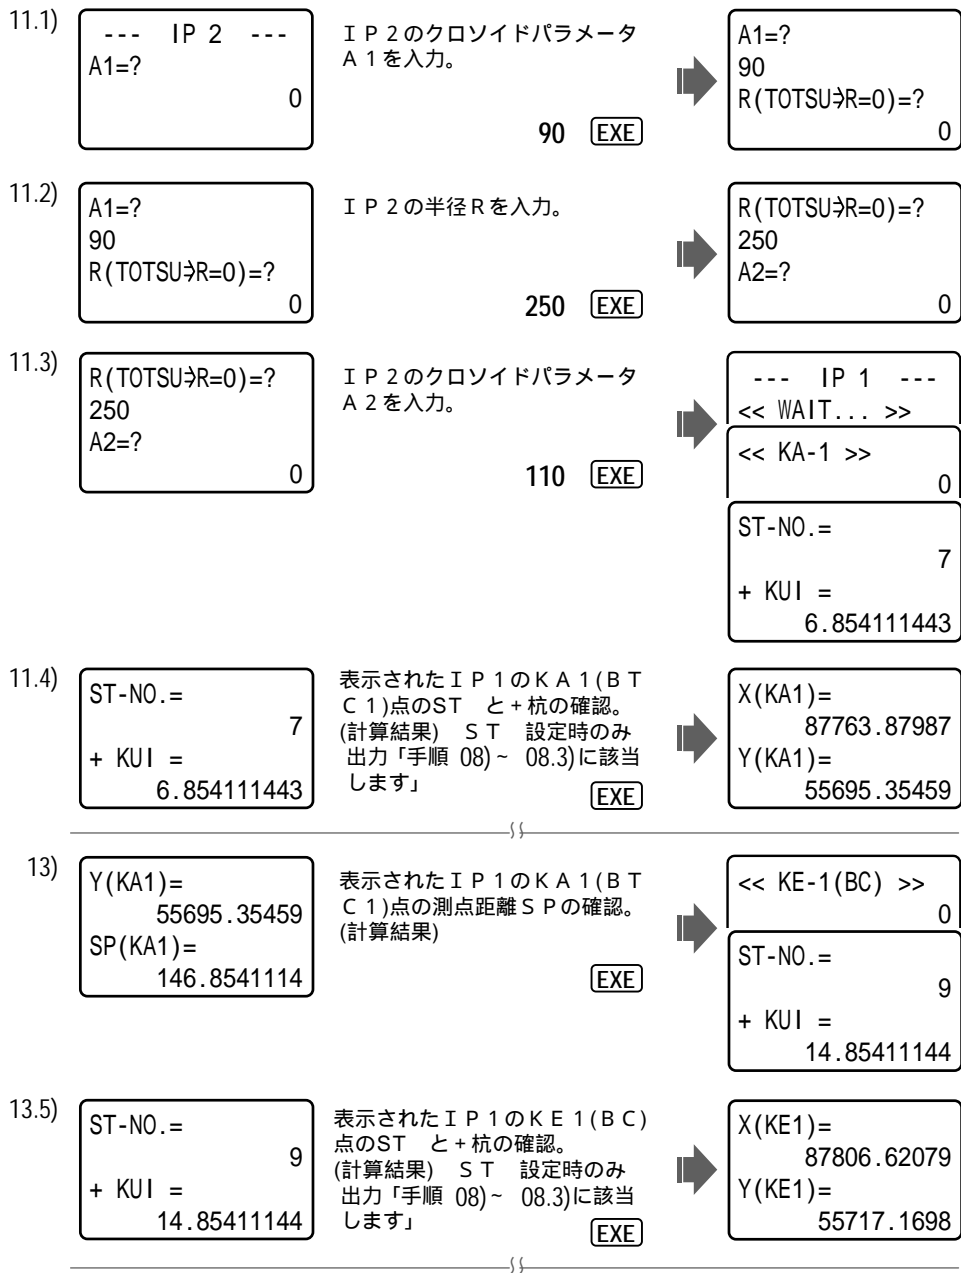 11.1)
--- IP 2 ---
A1=?
0
ＩＰ２のクロソイドパラメータ
Ａ１を入力。
90 EXE
A1=?
90
R(TOTSU⇒R=0)=?
0
11.2)
A1=?
90
R(TOTSU⇒R=0)=?
0
ＩＰ２の半径Ｒを入力。
250 EXE
R(TOTSU⇒R=0)=?
250
A2=?
0
11.3)
R(TOTSU⇒R=0)=?
250
A2=?
0
ＩＰ２のクロソイドパラメータ
Ａ２を入力。
110 EXE
--- IP 1 ---
<< WAIT... >>
<< KA-1 >>
0
ST-NO.=
7
+ KUI =
6.854111443
11.4)
ST-NO.=
7
+ KUI =
6.854111443
表示されたＩＰ1のＫＡ１(ＢＴ
Ｃ１)点のST　と+杭の確認。
(計算結果)　ＳＴ　設定時のみ
出力「手順 08)~ 08.3)に該当
します」
EXE
X(KA1)=
87763.87987
Y(KA1)=
55695.35459
13)
Y(KA1)=
55695.35459
SP(KA1)=
146.8541114
表示されたＩＰ1のＫＡ１(ＢＴ
Ｃ１)点の測点距離ＳＰの確認。
(計算結果)
EXE
<< KE-1(BC) >>
0
ST-NO.=
9
+ KUI =
14.85411144
13.5)
ST-NO.=
9
+ KUI =
14.85411144
表示されたＩＰ1のＫＥ１(ＢＣ)
点のST　と+杭の確認。
(計算結果)　ＳＴ　設定時のみ
出力「手順 08)~ 08.3)に該当
します」
EXE
X(KE1)=
87806.62079
Y(KE1)=
55717.1698